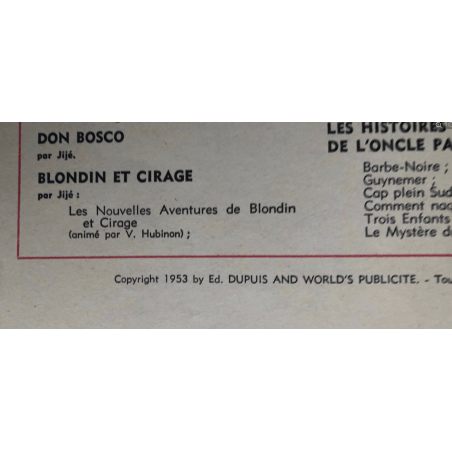 DON BOSCO
par Jijé.
BLONDIN ET CIRAGE
par Jijé :
Les Nouvelles Aventures de Blondin
et Cirage
(animé par V. Hubinon) ;
LES HISTOIRES
DE L'ONCLE PA
Barbe-Noire ;
Guynemer ;
Cap plein Sud
Comment naq
Trois Enfants
Le Mystère d
Copyright 1953 by Ed. DUPUIS AND WORLD'S PUBLICITE. - Tou